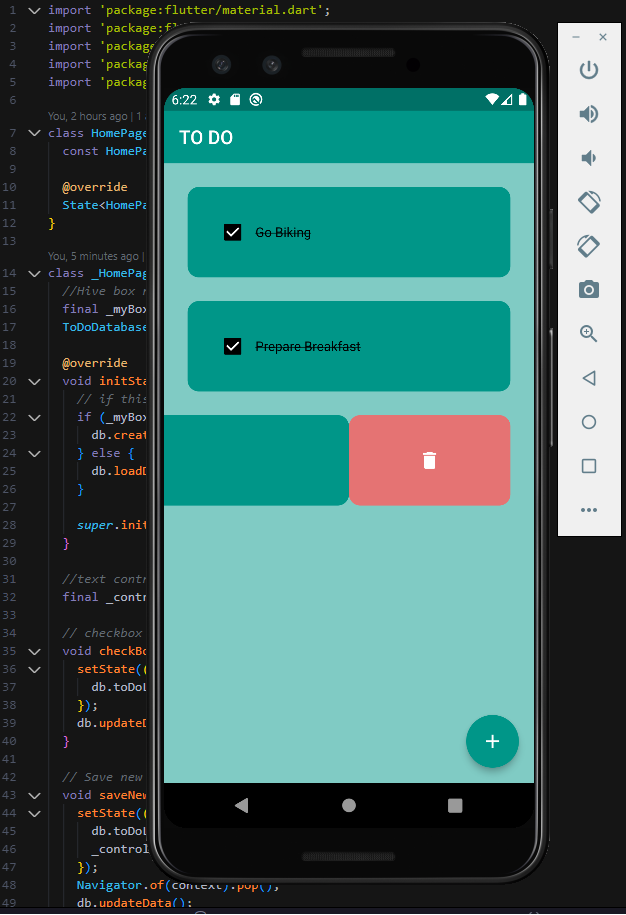 1 import 'package:flutter/material.dart';
2 import 'package:fl
3 import 'package
4 import 'packag
5 import 'packag
6
You, 2 hours ago | 1 a
7 class HomePage
8 const HomePa
9
10 @override
11 State<HomePa
12 }
13
You, 5 minutes ago |
14 class _HomePag
15 //Hive box r
16 final _myBox
17 ToDoDatabase
18
19 @override
20 void initSta
21 // if this
22 if (_myBox
23 db.creat
24 } else {
25 db.loadD
26 }
27
28 super.init
29 }
30
31 //text contr
32 final _contr
33
34 // checkbox
35 void checkBo
36 setState((
37 db.toDoL
38 });
39 db.updateD
40 }
41
42 // Save new
43 void saveNew
44 setState((
45 db.toDoL
46 _control
47 });
48 Navigator.of(context).pop();
49 db.updateData();
6:22
TO DO
Go Biking
Prepare Breakfast